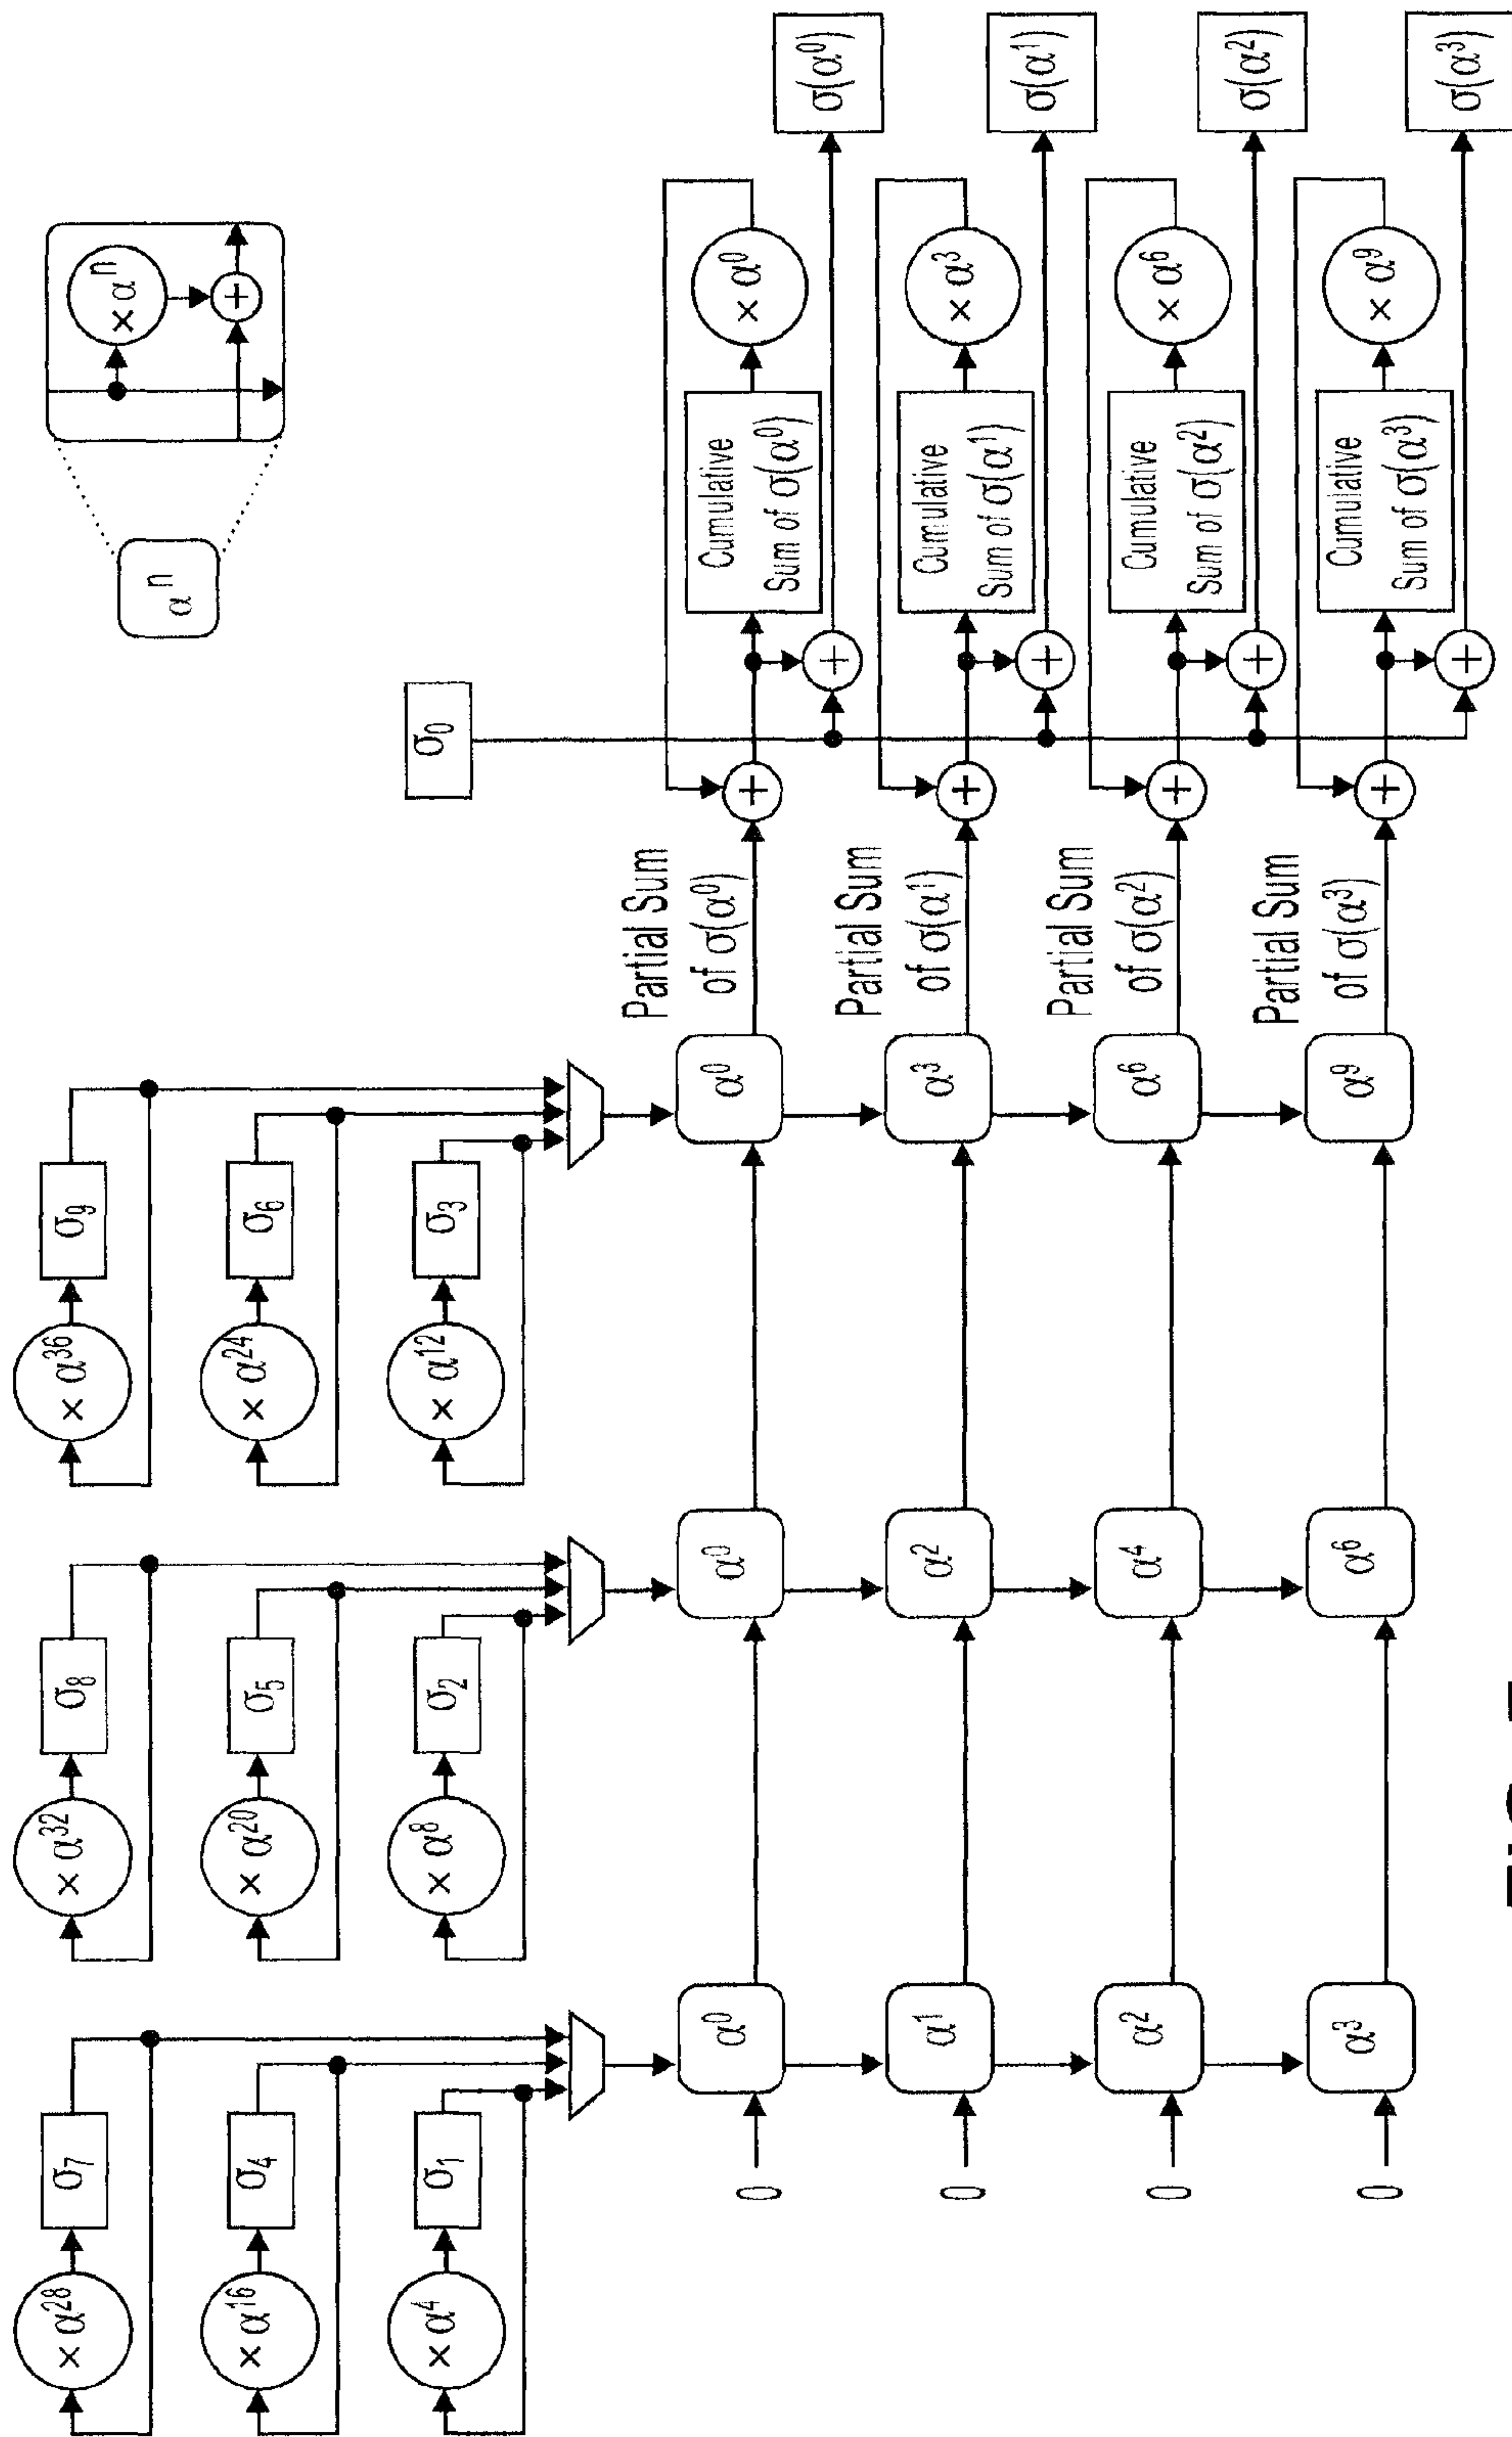 αⁿ
× αⁿ
+
× α²⁸
σ₇
× α³²
σ₈
× α³⁶
σ₉
× α¹⁶
σ₄
× α²⁰
σ₅
× α²⁴
σ₆
× α⁴
σ₁
× α⁸
σ₂
× α¹²
σ₃
σ₀
0
α⁰
α⁰
α⁰
Partial Sum
of σ(α⁰)
+
Cumulative
Sum of σ(α⁰)
× α⁰
+
σ(α⁰)
0
α¹
α²
α³
Partial Sum
of σ(α¹)
+
Cumulative
Sum of σ(α¹)
× α³
+
σ(α¹)
0
α²
α⁴
α⁶
Partial Sum
of σ(α²)
+
Cumulative
Sum of σ(α²)
× α⁶
+
σ(α²)
0
α³
α⁶
α⁹
Partial Sum
of σ(α³)
+
Cumulative
Sum of σ(α³)
× α⁹
+
σ(α³)